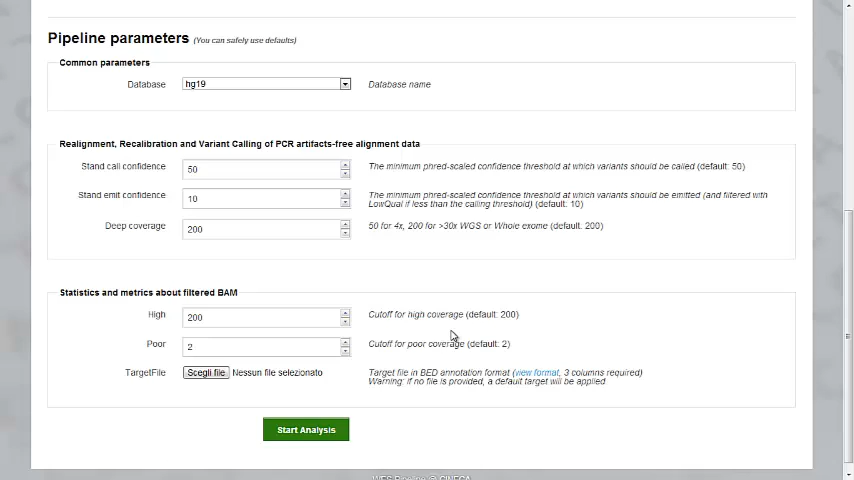 Pipeline parameters (You can safely use defaults)
Common parameters
Database hg19 Database name
Realignment, Recalibration and Variant Calling of PCR artifacts-free alignment data
Stand call confidence 50 The minimum phred-scaled confidence threshold at which variants should be called (default: 50)
Stand emit confidence 10 The minimum phred-scaled confidence threshold at which variants should be emitted (and filtered with
LowQual if less than the calling threshold) (default: 10)
Deep coverage 200 50 for 4x, 200 for >30x WGS or Whole exome (default: 200)
Statistics and metrics about filtered BAM
High 200 Cutoff for high coverage (default: 200)
Poor 2 Cutoff for poor coverage (default: 2)
TargetFile Scegli file Nessun file selezionato Target file in BED annotation format (view format, 3 columns required)
Warning: if no file is provided, a default target will be applied
Start Analysis